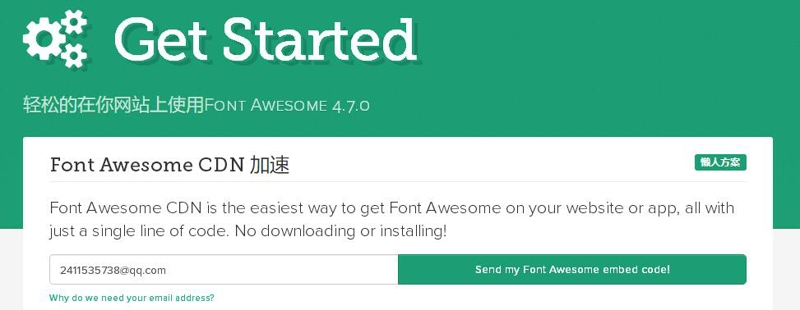 Get Started
轻松的在你网站上使用Font Awesome 4.7.0
Font Awesome CDN 加速
懒人方案
Font Awesome CDN is the easiest way to get Font Awesome on your website or app, all with
just a single line of code. No downloading or installing!
2411535738@qq.com
Send my Font Awesome embed code!
Why do we need your email address?